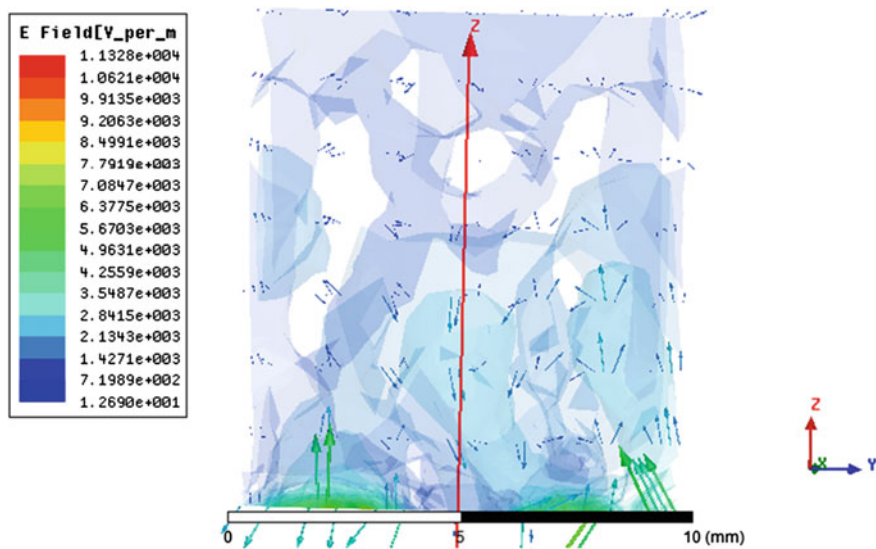 E Field[V_per_m
1.1328e+004
1.0621e+004
9.9135e+003
9.2063e+003
8.4991e+003
7.7919e+003
7.0847e+003
6.3775e+003
5.6703e+003
4.9631e+003
4.2559e+003
3.5487e+003
2.8415e+003
2.1343e+003
1.4271e+003
7.1989e+002
1.2690e+001
Z
Z
X
Y
0 5 10 (mm)